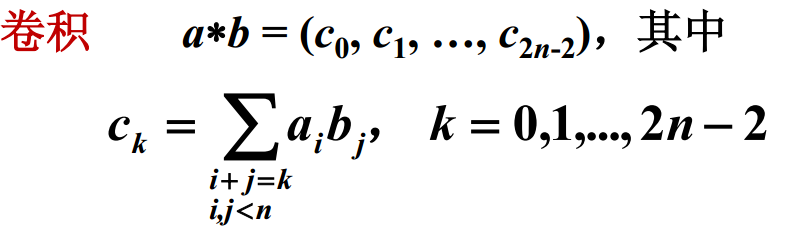 卷积 a*b = (c₀, c₁, …, c₂ₙ₋₂)，其中
cₖ = ∑ aᵢbⱼ， k = 0,1,..., 2n − 2
i+ j=k
i,j<n